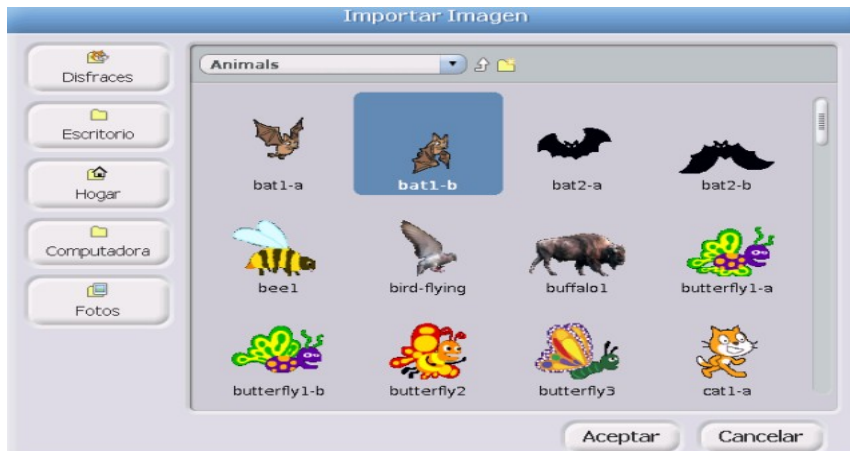 Importar Imagen
Disfraces
Escritorio
Hogar
Computadora
Fotos
Animals
bat1-a
bat1-b
bat2-a
bat2-b
bee1
bird-flying
buffalo1
butterfly1-a
butterfly1-b
butterfly2
butterfly3
cat1-a
Aceptar
Cancelar